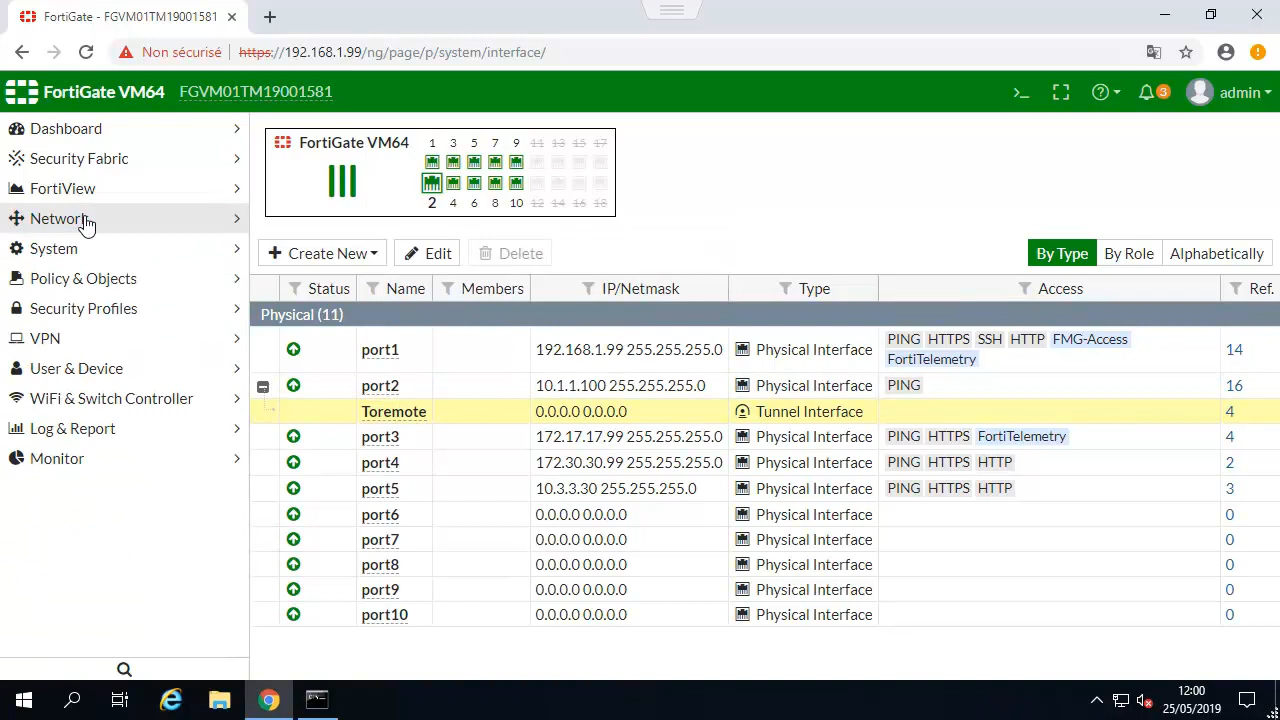 FortiGate - FGVM01TM19001581
Non sécurisé https://192.168.1.99/ng/page/p/system/interface/
FortiGate VM64 FGVM01TM19001581 >_ 3 admin
Dashboard
Security Fabric
FortiView
Network
System
Policy & Objects
Security Profiles
VPN
User & Device
WiFi & Switch Controller
Log & Report
Monitor
FortiGate VM64 1 3 5 7 9 11 13 15 17
2 4 6 8 10 12 14 16 18
Create New Edit Delete By Type By Role Alphabetically
Status Name Members IP/Netmask Type Access Ref.
Physical (11)
port1 192.168.1.99 255.255.255.0 Physical Interface PING HTTPS SSH HTTP FMG-Access 14
FortiTelemetry
port2 10.1.1.100 255.255.255.0 Physical Interface PING 16
Toremote 0.0.0.0 0.0.0.0 Tunnel Interface 4
port3 172.17.17.99 255.255.255.0 Physical Interface PING HTTPS FortiTelemetry 4
port4 172.30.30.99 255.255.255.0 Physical Interface PING HTTPS HTTP 2
port5 10.3.3.30 255.255.255.0 Physical Interface PING HTTPS HTTP 3
port6 0.0.0.0 0.0.0.0 Physical Interface 0
port7 0.0.0.0 0.0.0.0 Physical Interface 0
port8 0.0.0.0 0.0.0.0 Physical Interface 0
port9 0.0.0.0 0.0.0.0 Physical Interface 0
port10 0.0.0.0 0.0.0.0 Physical Interface 0
25/05/2019